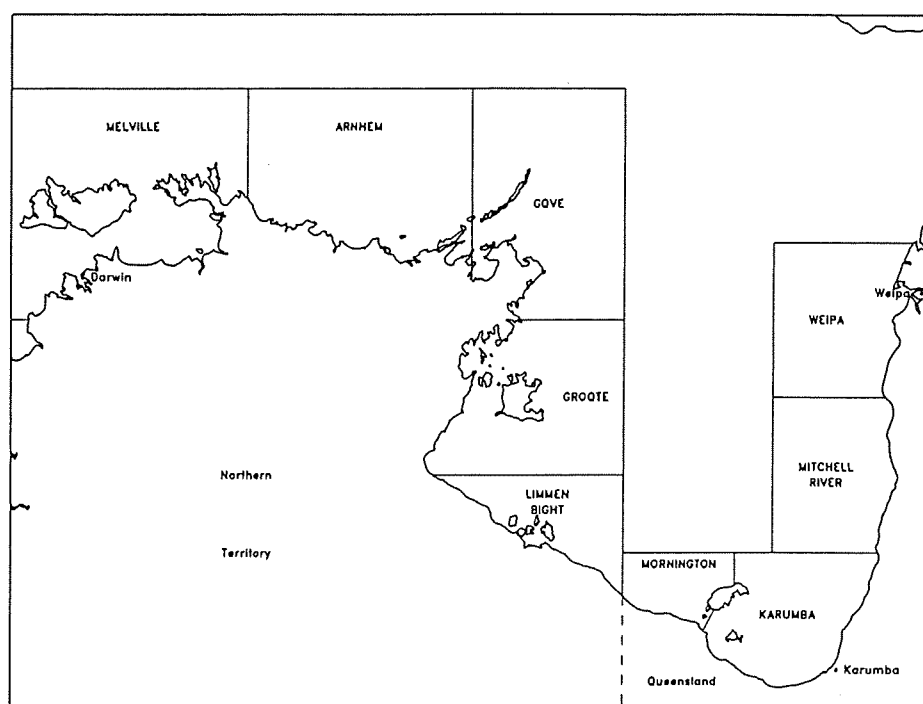 MELVILLE
ARNHEM
GOVE
Darwin
Weipa
WEIPA
GROOTE
Northern
MITCHELL
RIVER
LIMMEN
BIGHT
Territory
MORNINGTON
KARUMBA
Karumba
Queensland